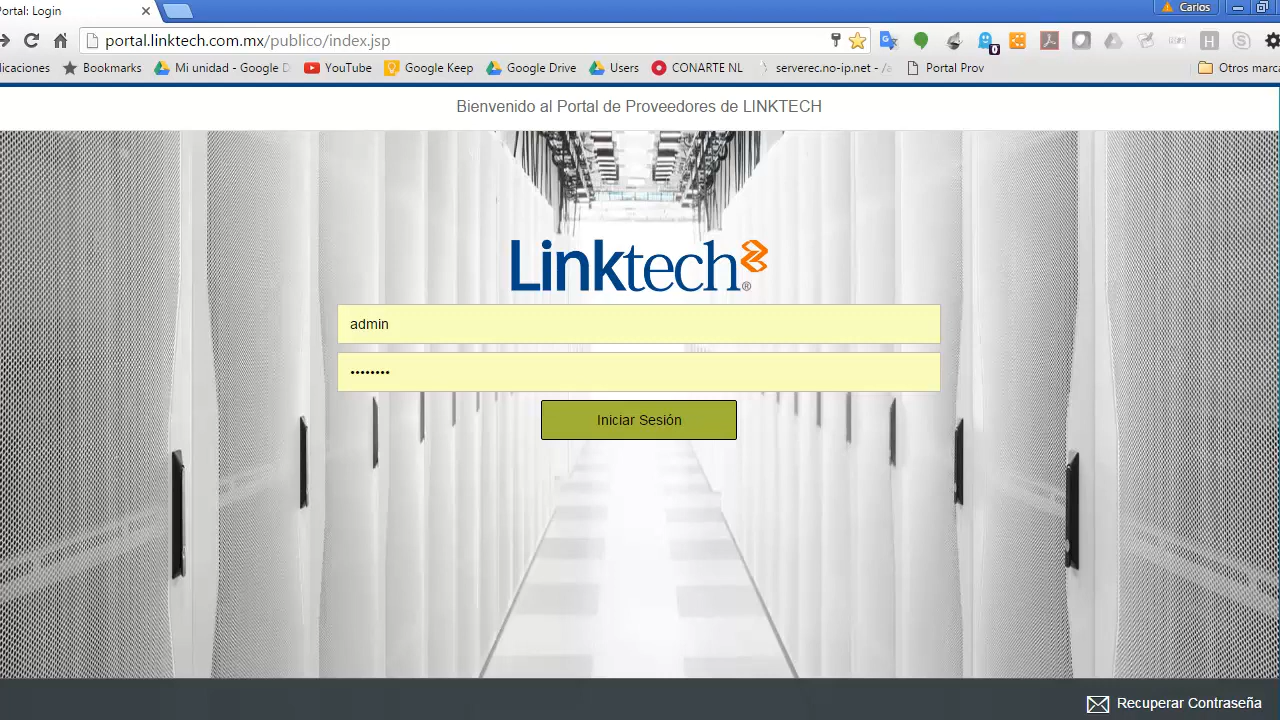 Portal: Login
Carlos
portal.linktech.com.mx/publico/index.jsp
0
H
licaciones
Bookmarks
Mi unidad - Google D
YouTube
Google Keep
Google Drive
Users
CONARTE NL
serverec.no-ip.net - /
Portal Prov
Otros marca
Bienvenido al Portal de Proveedores de LINKTECH
Linktech®
admin
••••••••
Iniciar Sesión
Recuperar Contraseña